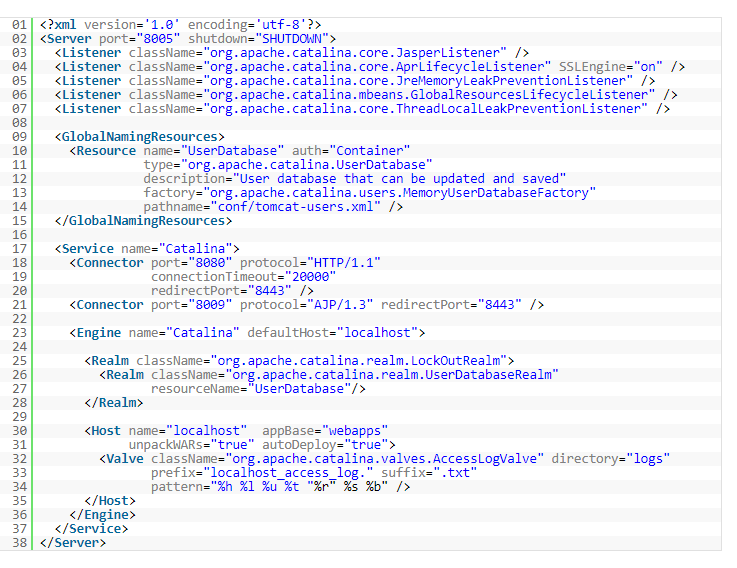 01 <?xml version='1.0' encoding='utf-8'?>
02 <Server port="8005" shutdown="SHUTDOWN">
03   <Listener className="org.apache.catalina.core.JasperListener" />
04   <Listener className="org.apache.catalina.core.AprLifecycleListener" SSLEngine="on" />
05   <Listener className="org.apache.catalina.core.JreMemoryLeakPreventionListener" />
06   <Listener className="org.apache.catalina.mbeans.GlobalResourcesLifecycleListener" />
07   <Listener className="org.apache.catalina.core.ThreadLocalLeakPreventionListener" />
08
09   <GlobalNamingResources>
10     <Resource name="UserDatabase" auth="Container"
11               type="org.apache.catalina.UserDatabase"
12               description="User database that can be updated and saved"
13               factory="org.apache.catalina.users.MemoryUserDatabaseFactory"
14               pathname="conf/tomcat-users.xml" />
15   </GlobalNamingResources>
16
17   <Service name="Catalina">
18     <Connector port="8080" protocol="HTTP/1.1"
19                connectionTimeout="20000"
20                redirectPort="8443" />
21     <Connector port="8009" protocol="AJP/1.3" redirectPort="8443" />
22
23     <Engine name="Catalina" defaultHost="localhost">
24
25       <Realm className="org.apache.catalina.realm.LockOutRealm">
26         <Realm className="org.apache.catalina.realm.UserDatabaseRealm"
27                resourceName="UserDatabase"/>
28       </Realm>
29
30       <Host name="localhost"  appBase="webapps"
31             unpackWARs="true" autoDeploy="true">
32         <Valve className="org.apache.catalina.valves.AccessLogValve" directory="logs"
33                prefix="localhost_access_log." suffix=".txt"
34                pattern="%h %l %u %t "%r" %s %b" />
35       </Host>
36     </Engine>
37   </Service>
38 </Server>